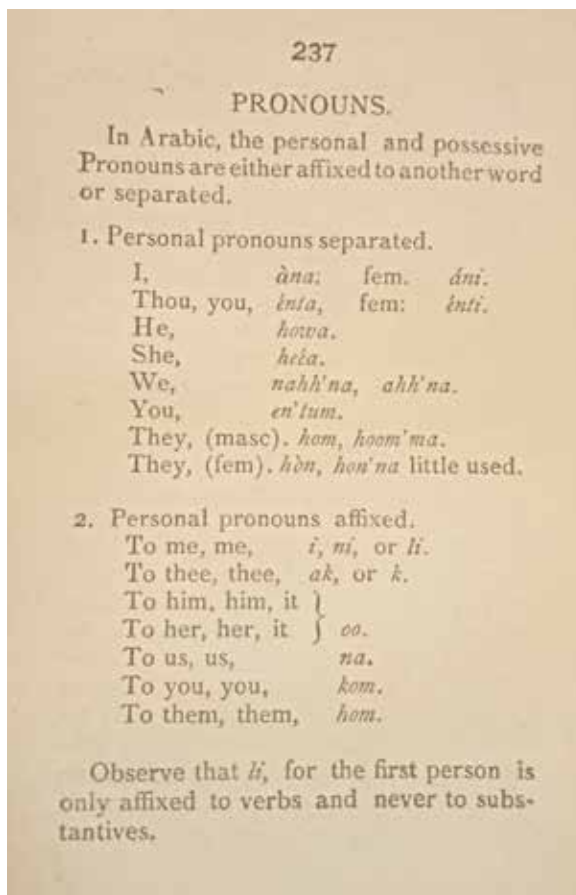 237
PRONOUNS.
In Arabic, the personal and possessive
Pronouns are either affixed to another word
or separated.
1. Personal pronouns separated.
I, àna: fem. áni.
Thou, you, ènta, fem: ènti.
He, howa.
She, heía.
We, nahh'na, ahh'na.
You, en'tum.
They, (masc). hom, hoom'ma.
They, (fem). hòn, hon'na little used.
2. Personal pronouns affixed.
To me, me, i, ni, or li.
To thee, thee, ak, or k.
To him, him, it }
To her, her, it } oo.
To us, us, na.
To you, you, kom.
To them, them, hom.
Observe that li, for the first person is
only affixed to verbs and never to subs-
tantives.